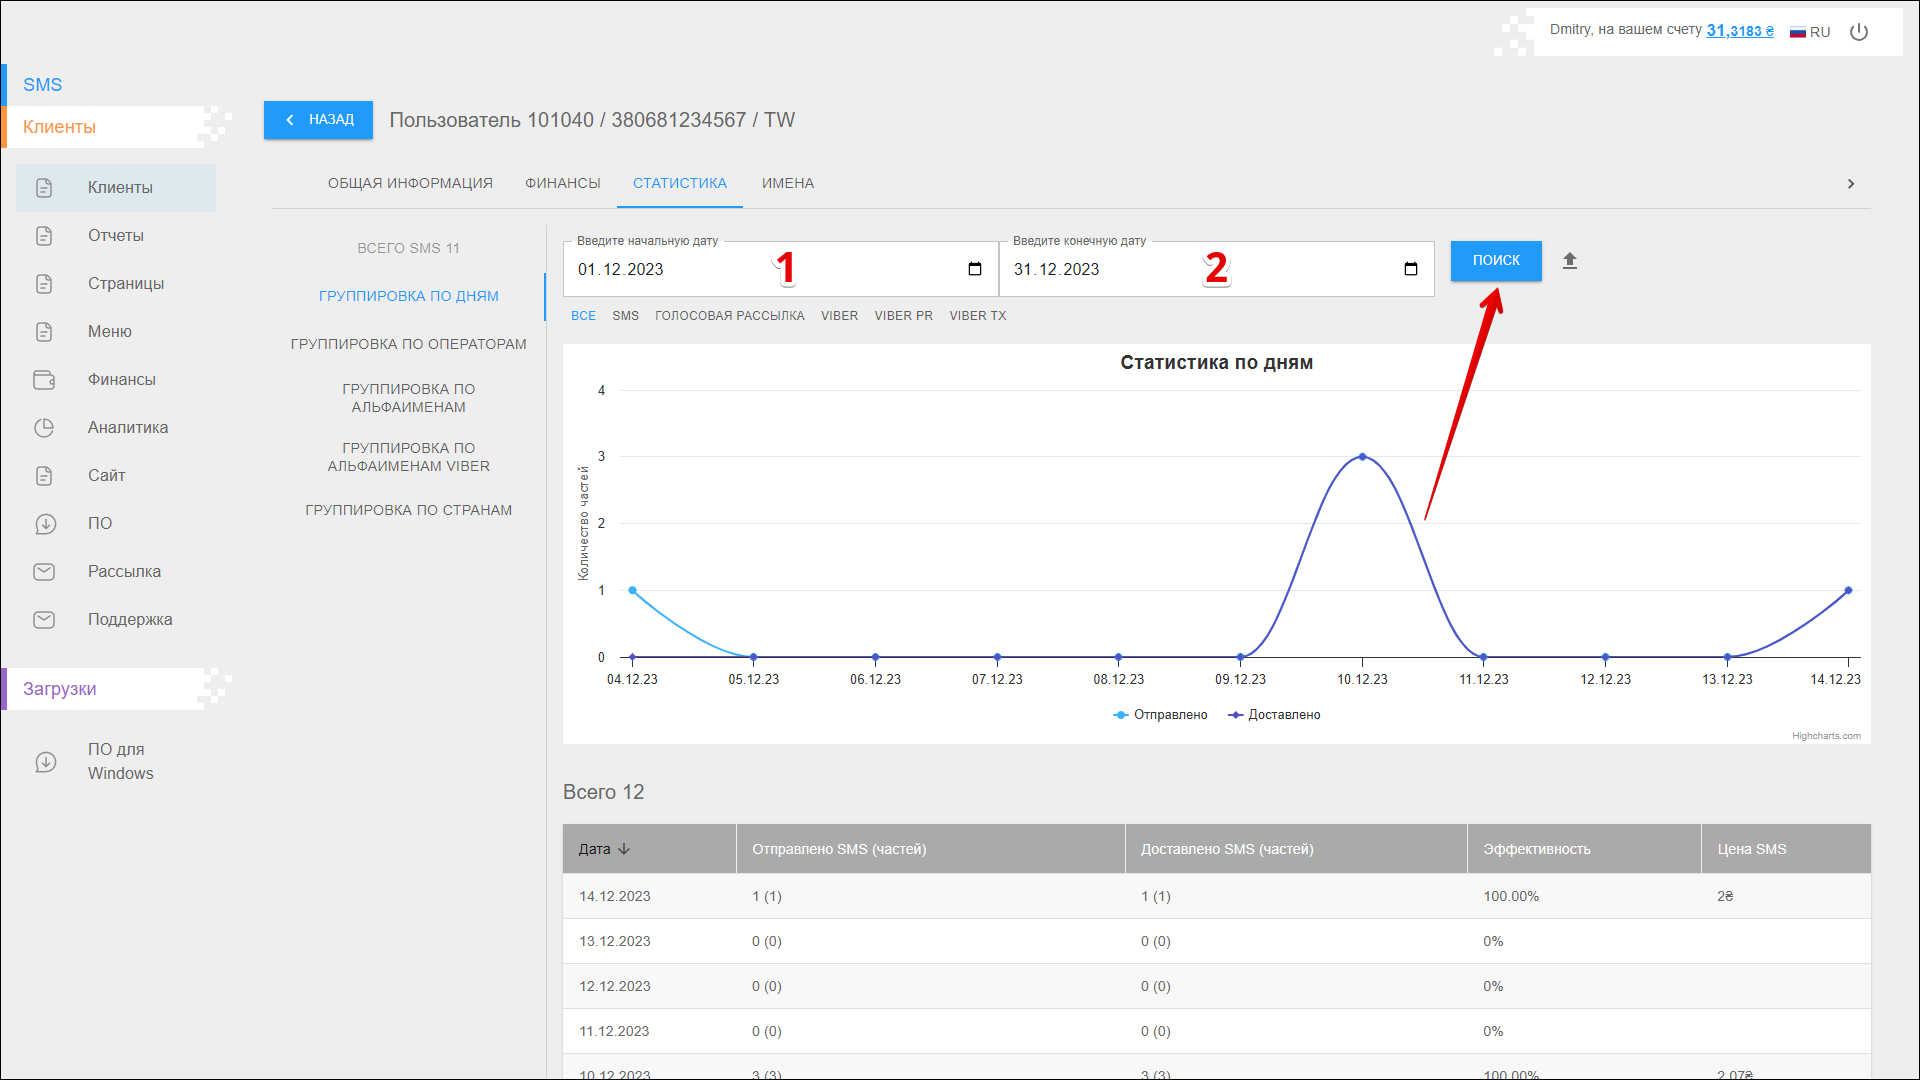 Dmitry, на вашем счету 31,3183 ₴ RU
SMS
Клиенты
Клиенты
Отчеты
Страницы
Меню
Финансы
Аналитика
Сайт
ПО
Рассылка
Поддержка
Загрузки
ПО для
Windows
НАЗАД
Пользователь 101040 / 380681234567 / TW
ОБЩАЯ ИНФОРМАЦИЯ ФИНАНСЫ СТАТИСТИКА ИМЕНА
ВСЕГО SMS 11
ГРУППИРОВКА ПО ДНЯМ
ГРУППИРОВКА ПО ОПЕРАТОРАМ
ГРУППИРОВКА ПО
АЛЬФАИМЕНАМ
ГРУППИРОВКА ПО
АЛЬФАИМЕНАМ VIBER
ГРУППИРОВКА ПО СТРАНАМ
Введите начальную дату
01.12.2023
1
Введите конечную дату
31.12.2023
2
ПОИСК
ВСЕ SMS ГОЛОСОВАЯ РАССЫЛКА VIBER VIBER PR VIBER TX
Статистика по дням
Количество частей
4
3
2
1
0
04.12.23 05.12.23 06.12.23 07.12.23 08.12.23 09.12.23 10.12.23 11.12.23 12.12.23 13.12.23 14.12.23
Отправлено Доставлено
Highcharts.com
Всего 12
Дата Отправлено SMS (частей) Доставлено SMS (частей) Эффективность Цена SMS
14.12.2023 1 (1) 1 (1) 100.00% 2₴
13.12.2023 0 (0) 0 (0) 0%
12.12.2023 0 (0) 0 (0) 0%
11.12.2023 0 (0) 0 (0) 0%
10.12.2023 3 (3) 3 (3) 100.00% 2.07₴